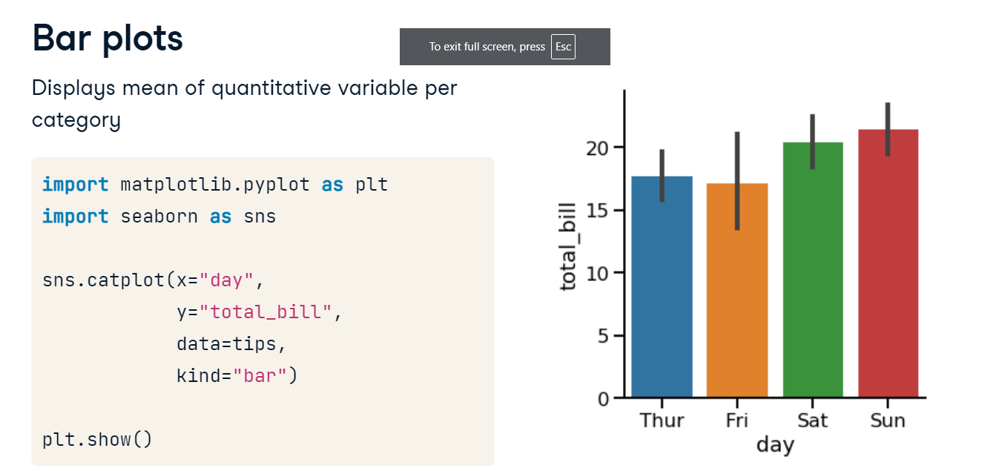 Bar plots
To exit full screen, press Esc
Displays mean of quantitative variable per
category
import matplotlib.pyplot as plt
import seaborn as sns
sns.catplot(x="day",
y="total_bill",
data=tips,
kind="bar")
plt.show()
total_bill
20
15
10
5
0
Thur Fri Sat Sun
day